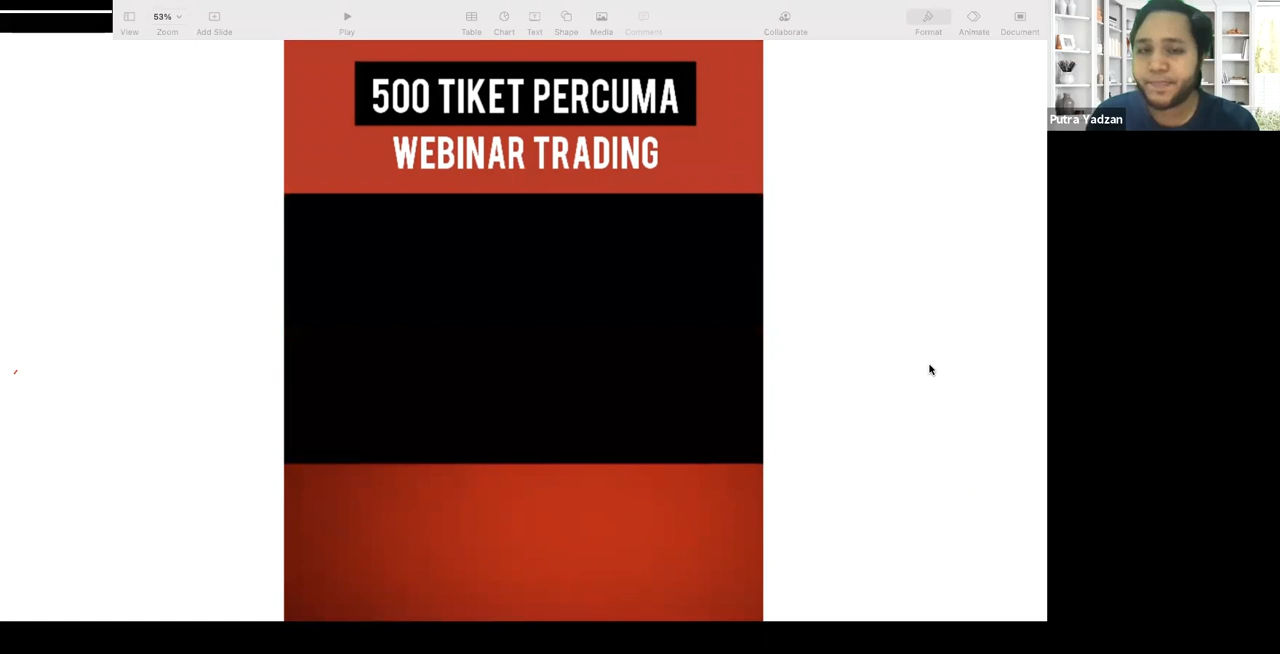 53%
View
Zoom
Add Slide
Play
Table
Chart
Text
Shape
Media
Comment
Collaborate
Format
Animate
Document
Putra Yadzan
500 TIKET PERCUMA
WEBINAR TRADING